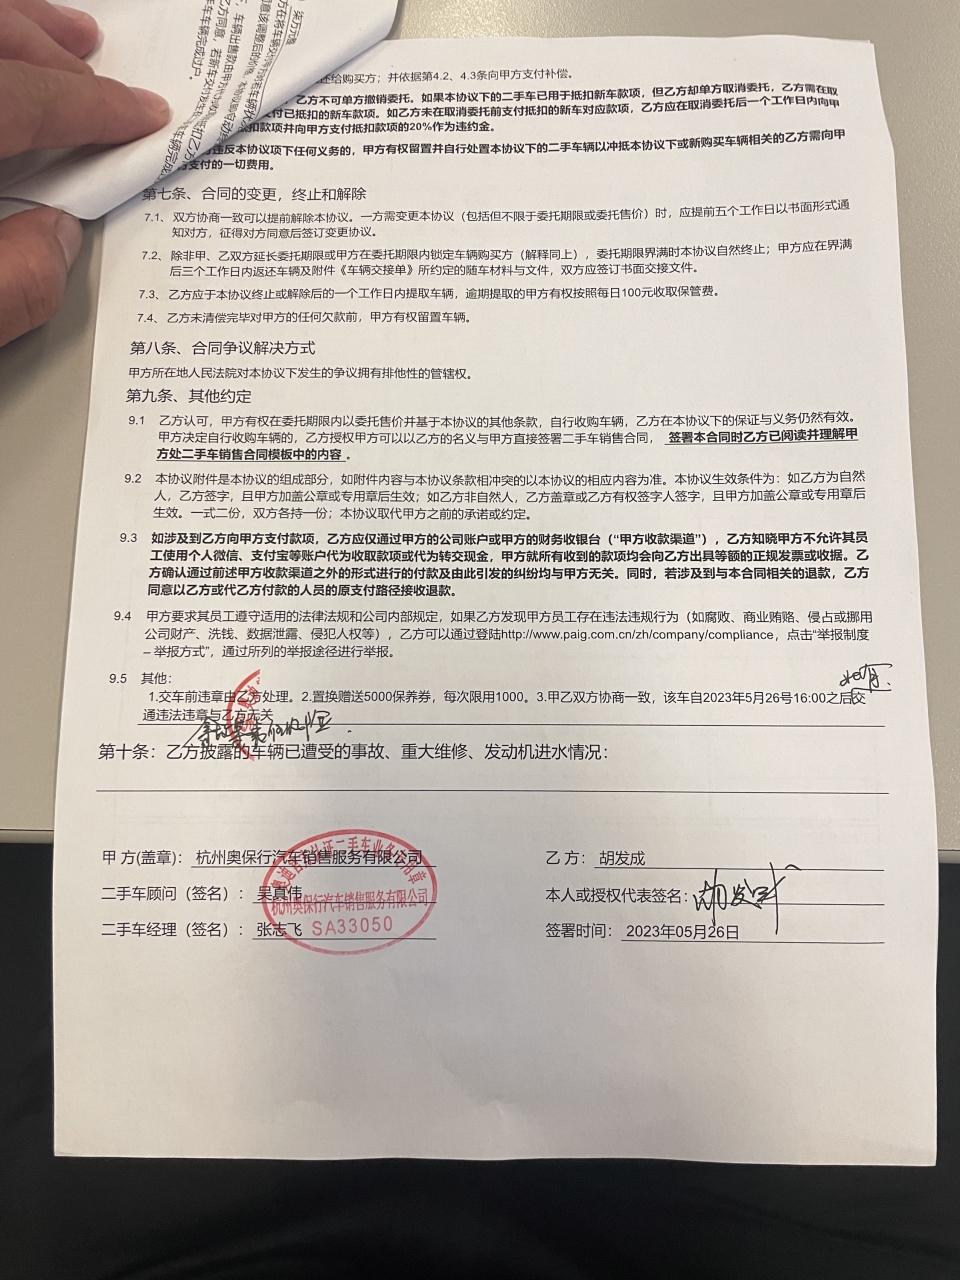 还给购买方；并依据第4.2、4.3条向甲方支付补偿。
乙方不可单方撤销委托。如果本协议下的二手车已用于抵扣新车款项，但乙方却单方取消委托，乙方需在取
付已抵扣的新车款项。如乙方未在取消委托前支付抵扣的新车对应款项，乙方应在取消委托后一个工作日内向甲
扣款项并向甲方支付抵扣款项的20%作为违约金。
违反本协议项下任何义务的，甲方有权留置并自行处置本协议下的二手车辆以冲抵本协议下或新购买车辆相关的乙方需向甲
方支付的一切费用。
第七条、合同的变更，终止和解除
7.1、 双方协商一致可以提前解除本协议。一方需变更本协议（包括但不限于委托期限或委托售价）时，应提前五个工作日以书面形式通
知对方，征得对方同意后签订变更协议。
7.2、 除非甲、乙双方延长委托期限或甲方在委托期限内锁定车辆购买方（解释同上），委托期限界满时本协议自然终止；甲方应在界满
后三个工作日内返还车辆及附件《车辆交接单》所约定的随车材料与文件，双方应签订书面交接文件。
7.3、 乙方应于本协议终止或解除后的一个工作日内提取车辆，逾期提取的甲方有权按照每日100元收取保管费。
7.4、 乙方未清偿完毕对甲方的任何欠款前，甲方有权留置车辆。
第八条、合同争议解决方式
甲方所在地人民法院对本协议下发生的争议拥有排他性的管辖权。
第九条、其他约定
9.1 乙方认可，甲方有权在委托期限内以委托售价并基于本协议的其他条款，自行收购车辆，乙方在本协议下的保证与义务仍然有效。
甲方决定自行收购车辆的，乙方授权甲方可以以乙方的名义与甲方直接签署二手车销售合同， 签署本合同时乙方已阅读并理解甲
方处二手车销售合同模板中的内容 。
9.2 本协议附件是本协议的组成部分，如附件内容与本协议条款相冲突的以本协议的相应内容为准。本协议生效条件为：如乙方为自然
人，乙方签字，且甲方加盖公章或专用章后生效；如乙方非自然人，乙方盖章或乙方有权签字人签字，且甲方加盖公章或专用章后
生效。一式二份，双方各持一份；本协议取代甲方之前的承诺或约定。
9.3 如涉及到乙方向甲方支付款项，乙方应仅通过甲方的公司账户或甲方的财务收银台（“甲方收款渠道”），乙方知晓甲方不允许其员
工使用个人微信、支付宝等账户代为收取款项或代为转交现金，甲方就所有收到的款项均会向乙方出具等额的正规发票或收据。乙
方确认通过前述甲方收款渠道之外的形式进行的付款及由此引发的纠纷均与甲方无关。同时，若涉及到与本合同相关的退款，乙方
同意以乙方或代乙方付款的人员的原支付路径接收退款。
9.4 甲方要求其员工遵守适用的法律法规和公司内部规定，如果乙方发现甲方员工存在违法违规行为（如腐败、商业贿赂、侵占或挪用
公司财产、洗钱、数据泄露、侵犯人权等），乙方可以通过登陆http://www.paig.com.cn/zh/company/compliance，点击“举报制度
– 举报方式”，通过所列的举报途径进行举报。
9.5 其他：
1.交车前违章由乙方处理。2.置换赠送5000保养券，每次限用1000。3.甲乙双方协商一致，该车自2023年5月26号16:00之后交
通违法违章与乙方无关
第十条：乙方披露的车辆已遭受的事故、重大维修、发动机进水情况：
甲 方(盖章)： 杭州奥保行汽车销售服务有限公司
乙 方： 胡发成
二手车顾问（签名）： 吴真伟
本人或授权代表签名： 胡发成
二手车经理（签名）： 张志飞
签署时间： 2023年05月26日
杭州奥保行汽车销售服务有限公司
SA33050